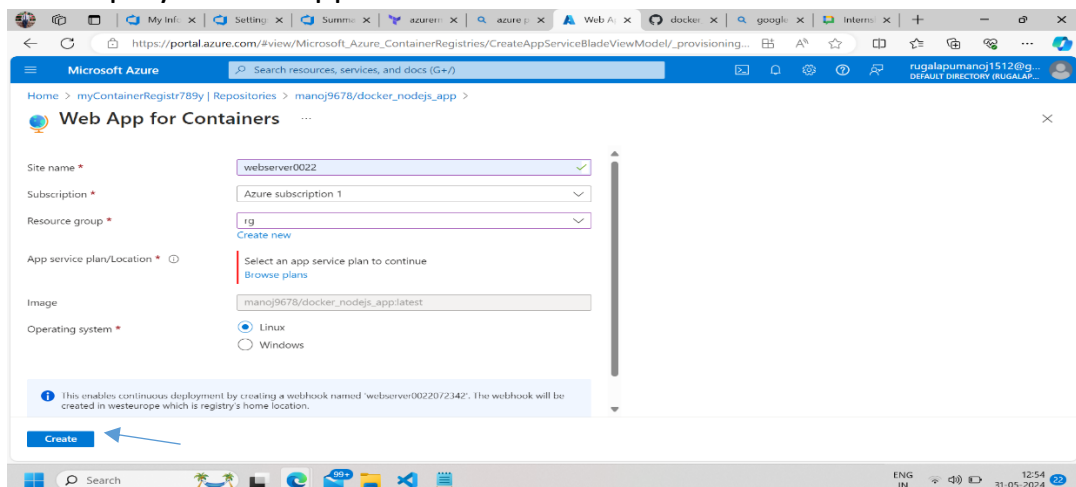 My Info
Setting
Summa
azurerm
azure p
Web Ap
docker_
google
Interns
https://portal.azure.com/#view/Microsoft_Azure_ContainerRegistries/CreateAppServiceBladeViewModel/_provisioning...
Microsoft Azure
Search resources, services, and docs (G+/)
rugalapumanoj1512@g...
DEFAULT DIRECTORY (RUGALAP...
Home > myContainerRegistr789y | Repositories > manoj9678/docker_nodejs_app >
Web App for Containers ...
Site name *
webserver0022
Subscription *
Azure subscription 1
Resource group *
rg
Create new
App service plan/Location *
Select an app service plan to continue
Browse plans
Image
manoj9678/docker_nodejs_app:latest
Operating system *
Linux
Windows
This enables continuous deployment by creating a webhook named 'webserver0022072342'. The webhook will be
created in westeurope which is registry's home location.
Create
Search
99+
ENG
IN
12:54
31-05-2024
22